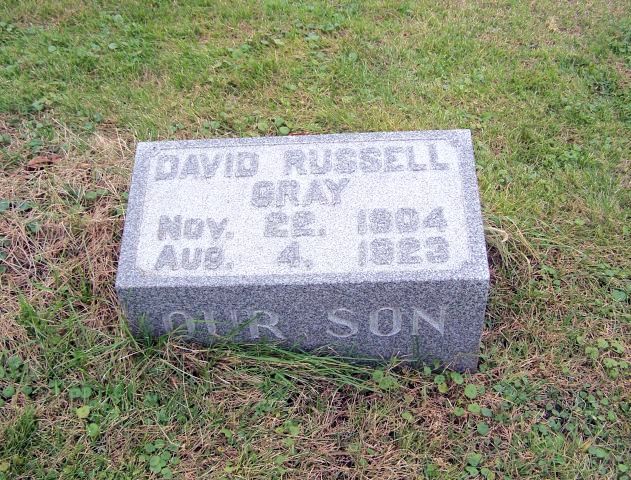 DAVID RUSSELL
GRAY
NOV. 22. 1904
AUG. 4. 1923
OUR SON